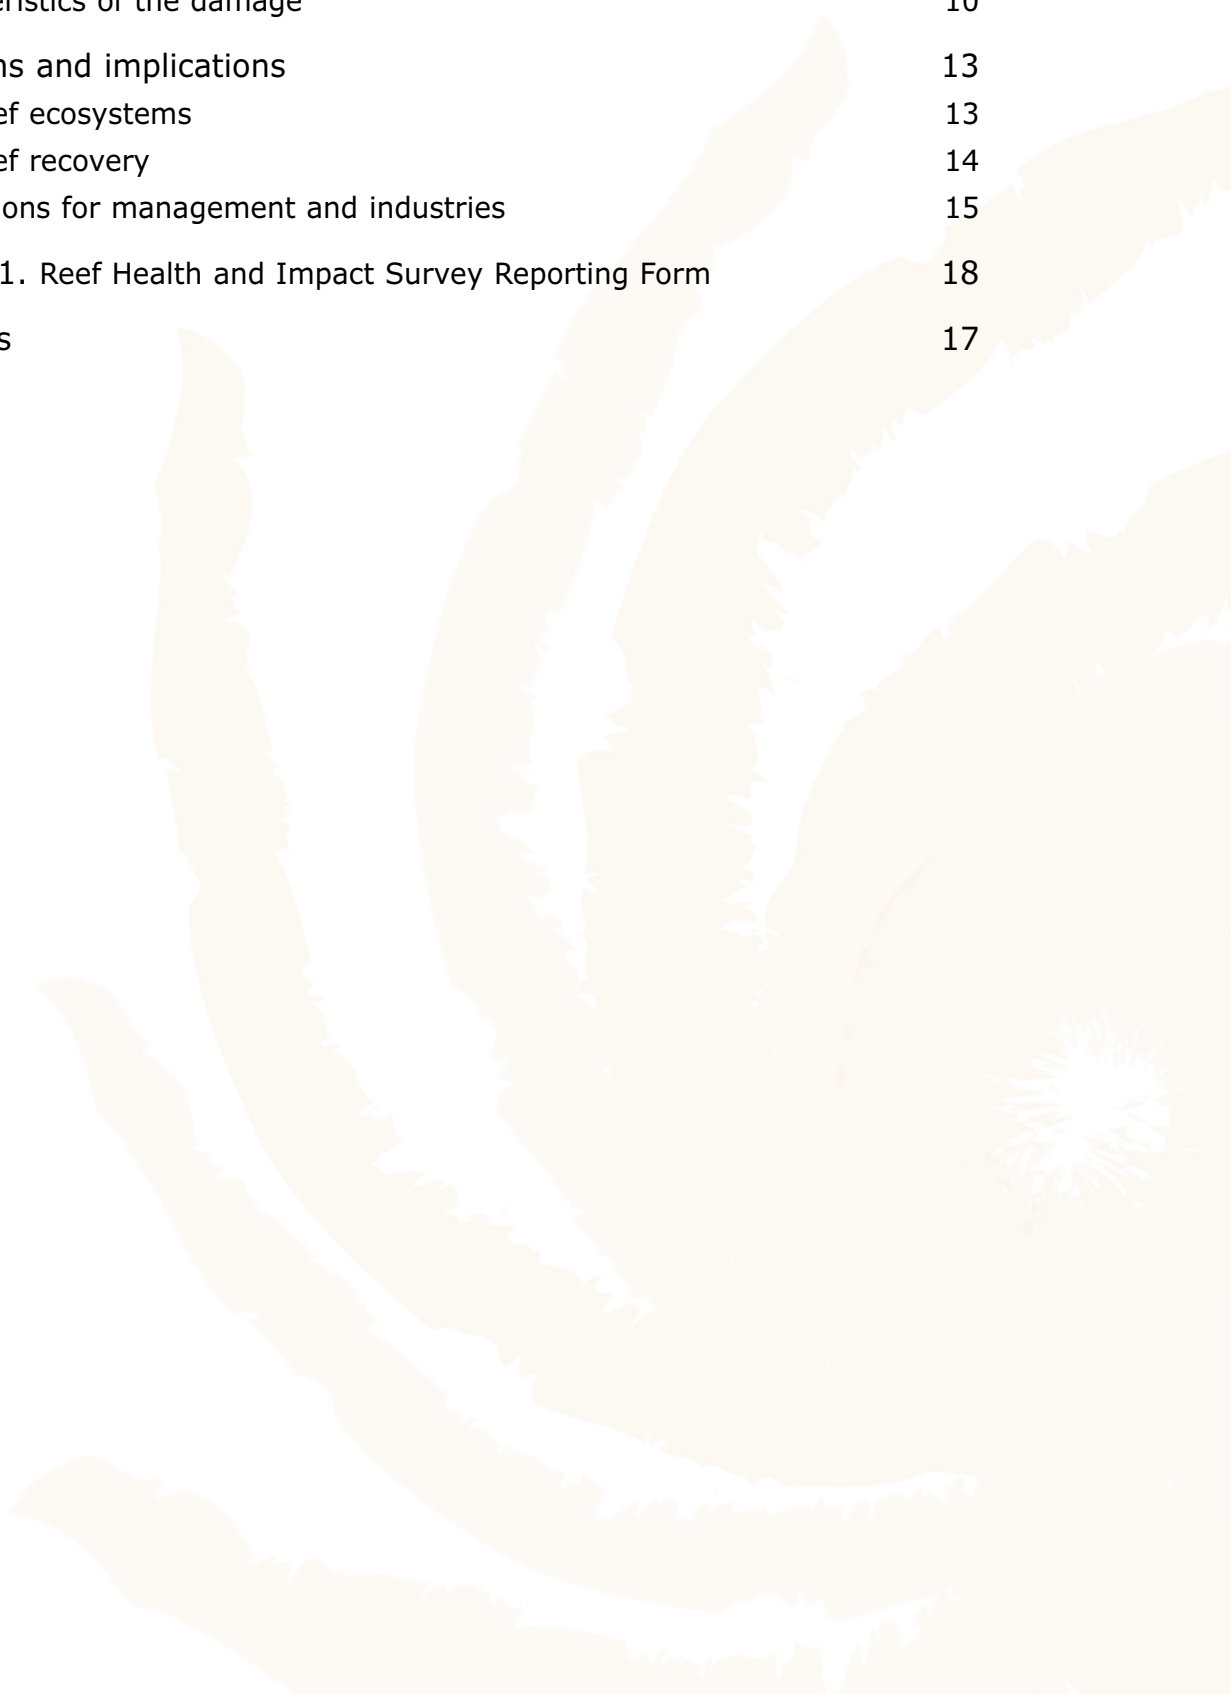 eristics of the damage 10
ns and implications 13
ef ecosystems 13
ef recovery 14
ions for management and industries 15
1. Reef Health and Impact Survey Reporting Form 18
s 17